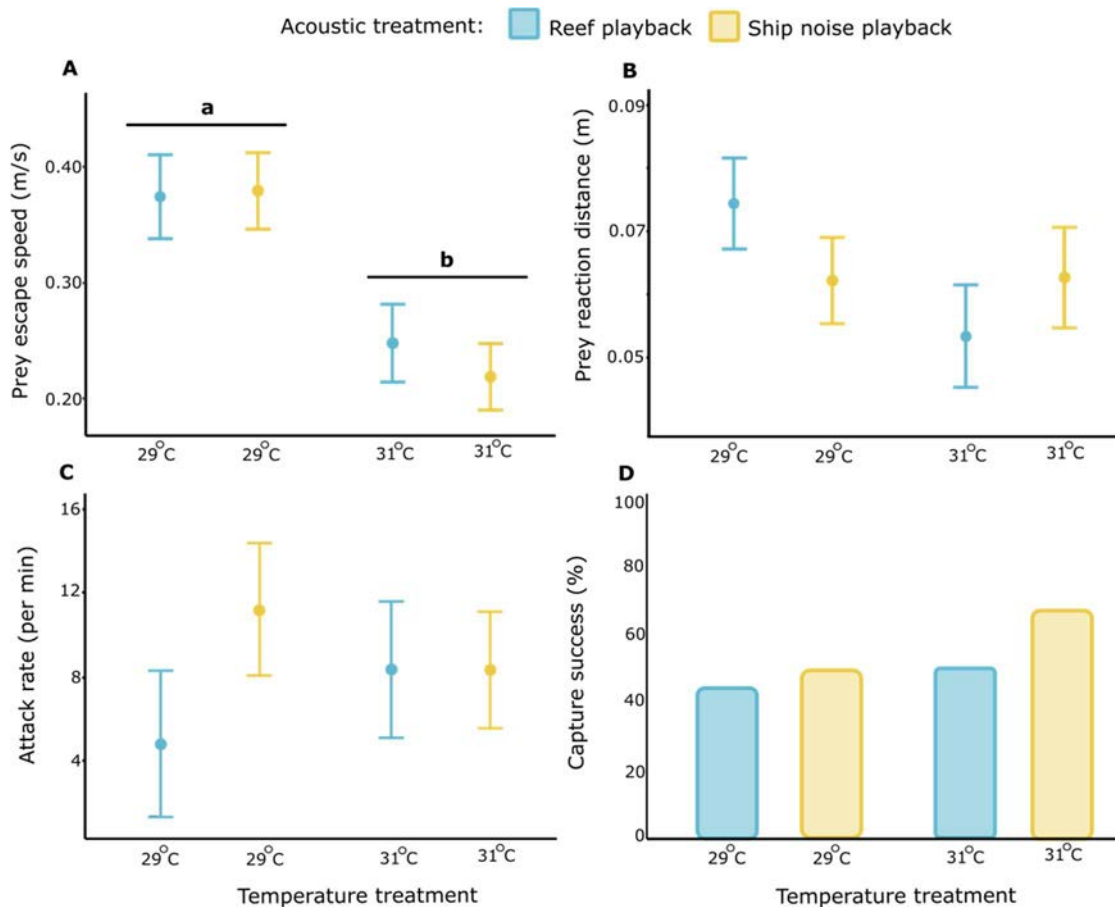 Acoustic treatment: Reef playback Ship noise playback
A
Prey escape speed (m/s)
0.40
0.30
0.20
a
b
29°C 29°C 31°C 31°C
B
Prey reaction distance (m)
0.09
0.07
0.05
29°C 29°C 31°C 31°C
C
Attack rate (per min)
16
12
8
4
29°C 29°C 31°C 31°C
Temperature treatment
D
Capture success (%)
100
80
60
40
20
0
29°C 29°C 31°C 31°C
Temperature treatment